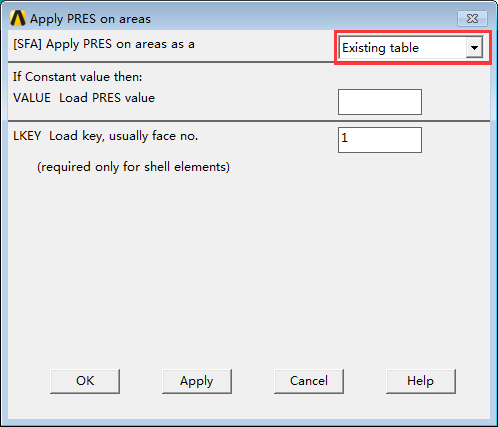 Apply PRES on areas
[SFA] Apply PRES on areas as a
Existing table
If Constant value then:
VALUE Load PRES value
LKEY Load key, usually face no.
1
(required only for shell elements)
OK
Apply
Cancel
Help